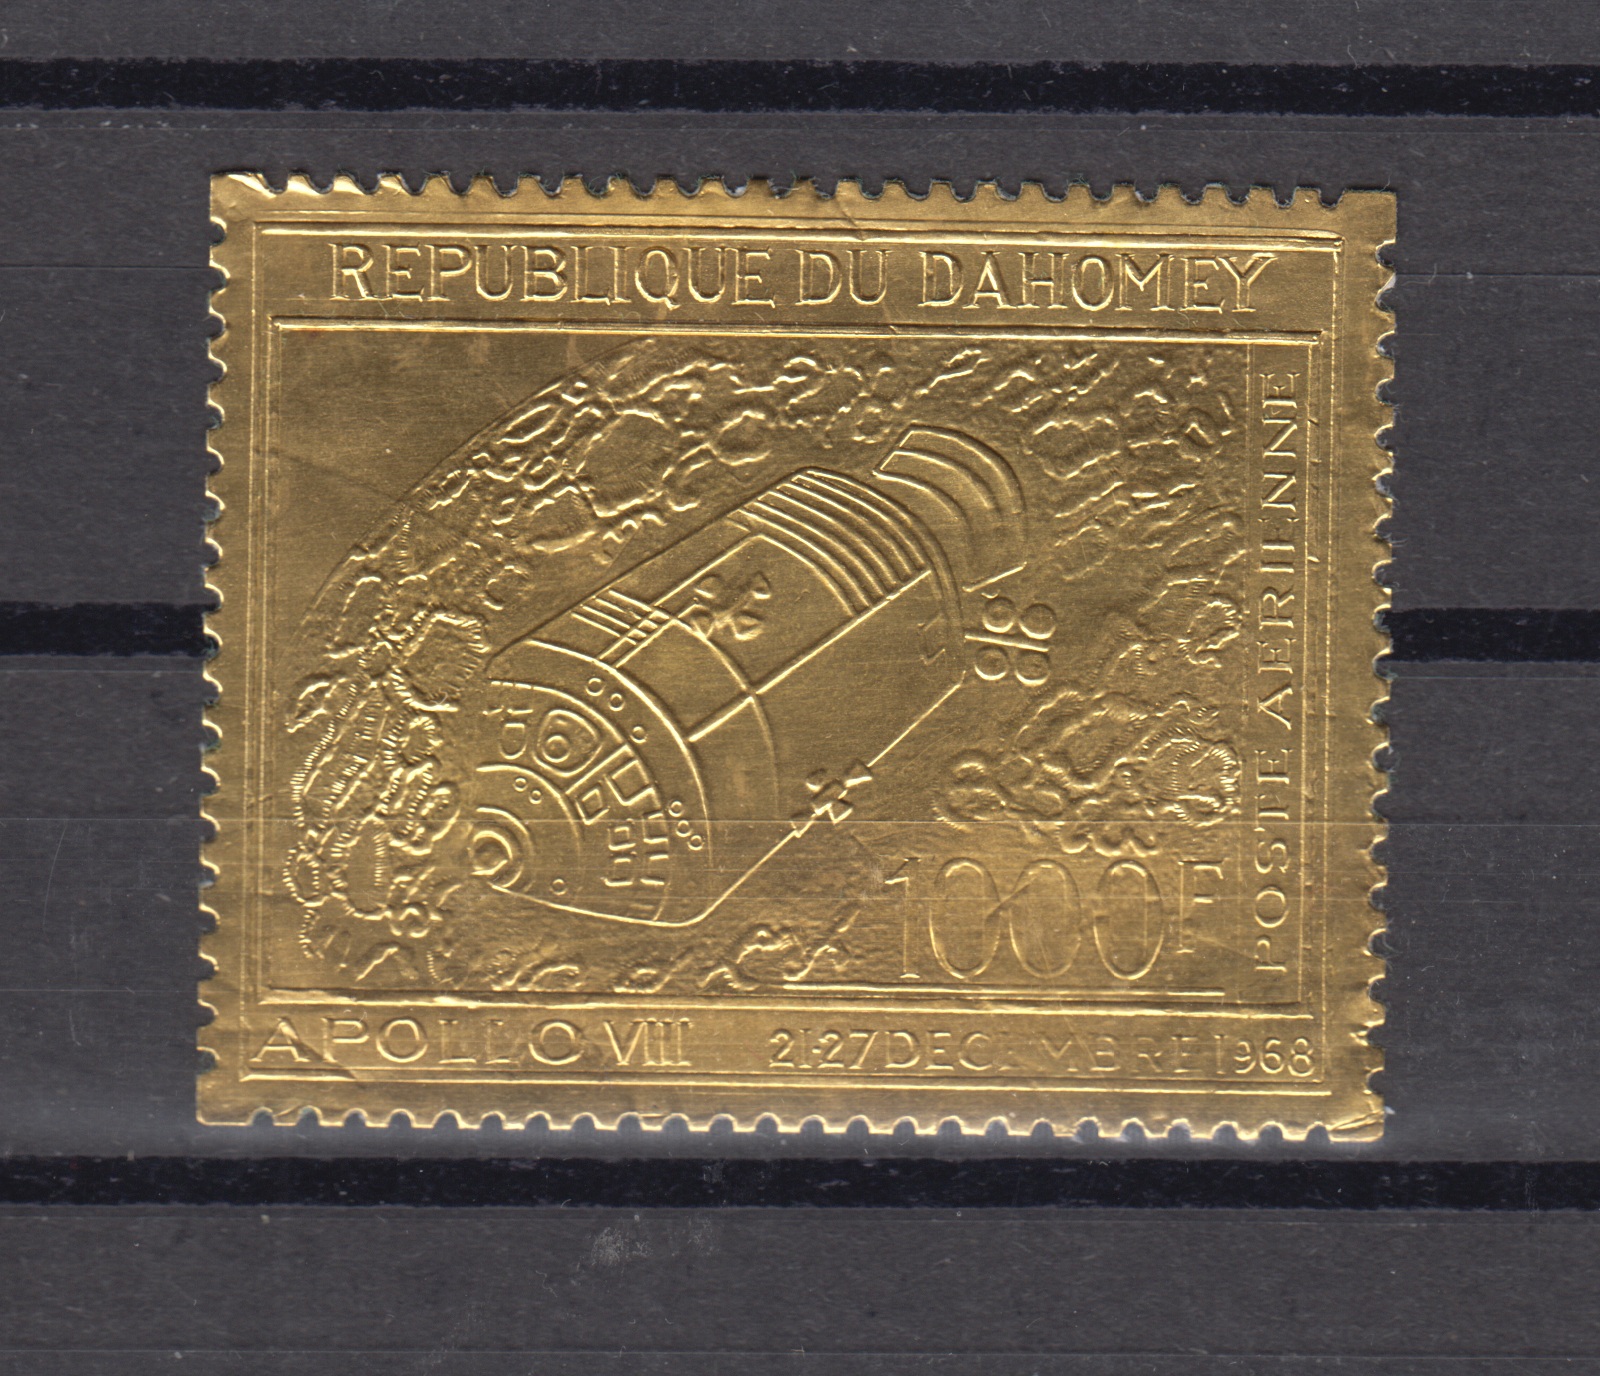 REPUBLIQUE DU DAHOMEY
POSTE AERIENNE
1000F
APOLLO VIII 21-27 DECEMBRE 1968